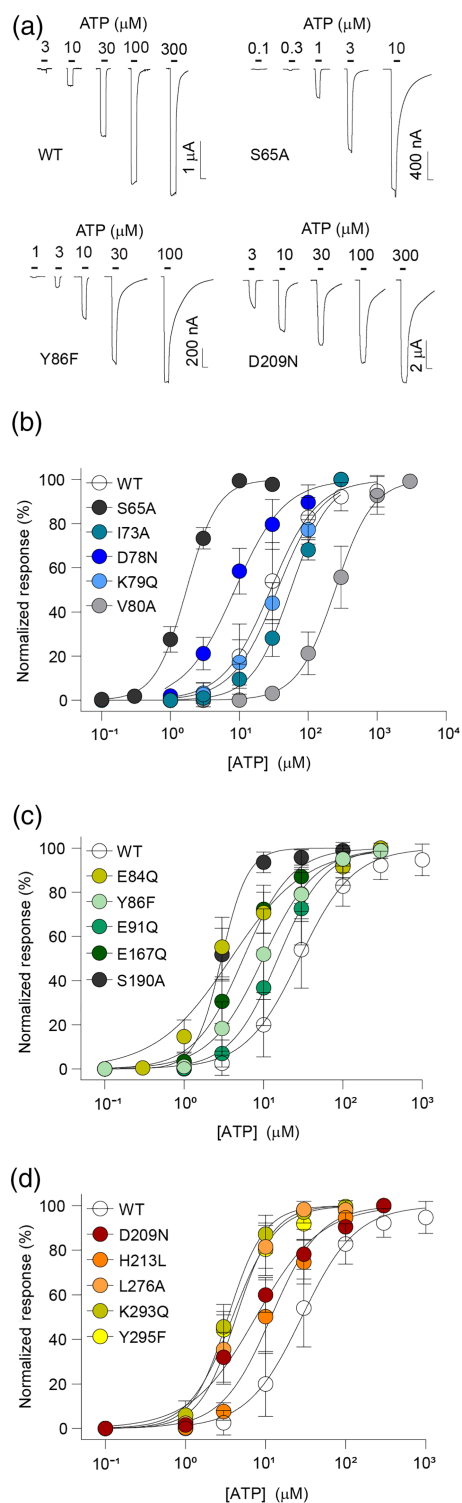 (a)
ATP (μM) ATP (μM)
3 10 30 100 300 0.1 0.3 1 3 10
WT 1 μA S65A 400 nA
ATP (μM) ATP (μM)
1 3 10 30 100 3 10 30 100 300
Y86F 200 nA D209N 2 μA
(b)
Normalized response (%)
100
80
60
40
20
0
WT
S65A
I73A
D78N
K79Q
V80A
10⁻¹ 10⁰ 10¹ 10² 10³ 10⁴
[ATP] (μM)
(c)
Normalized response (%)
100
80
60
40
20
0
WT
E84Q
Y86F
E91Q
E167Q
S190A
10⁻¹ 10⁰ 10¹ 10² 10³
[ATP] (μM)
(d)
Normalized response (%)
100
80
60
40
20
0
WT
D209N
H213L
L276A
K293Q
Y295F
10⁻¹ 10⁰ 10¹ 10² 10³
[ATP] (μM)